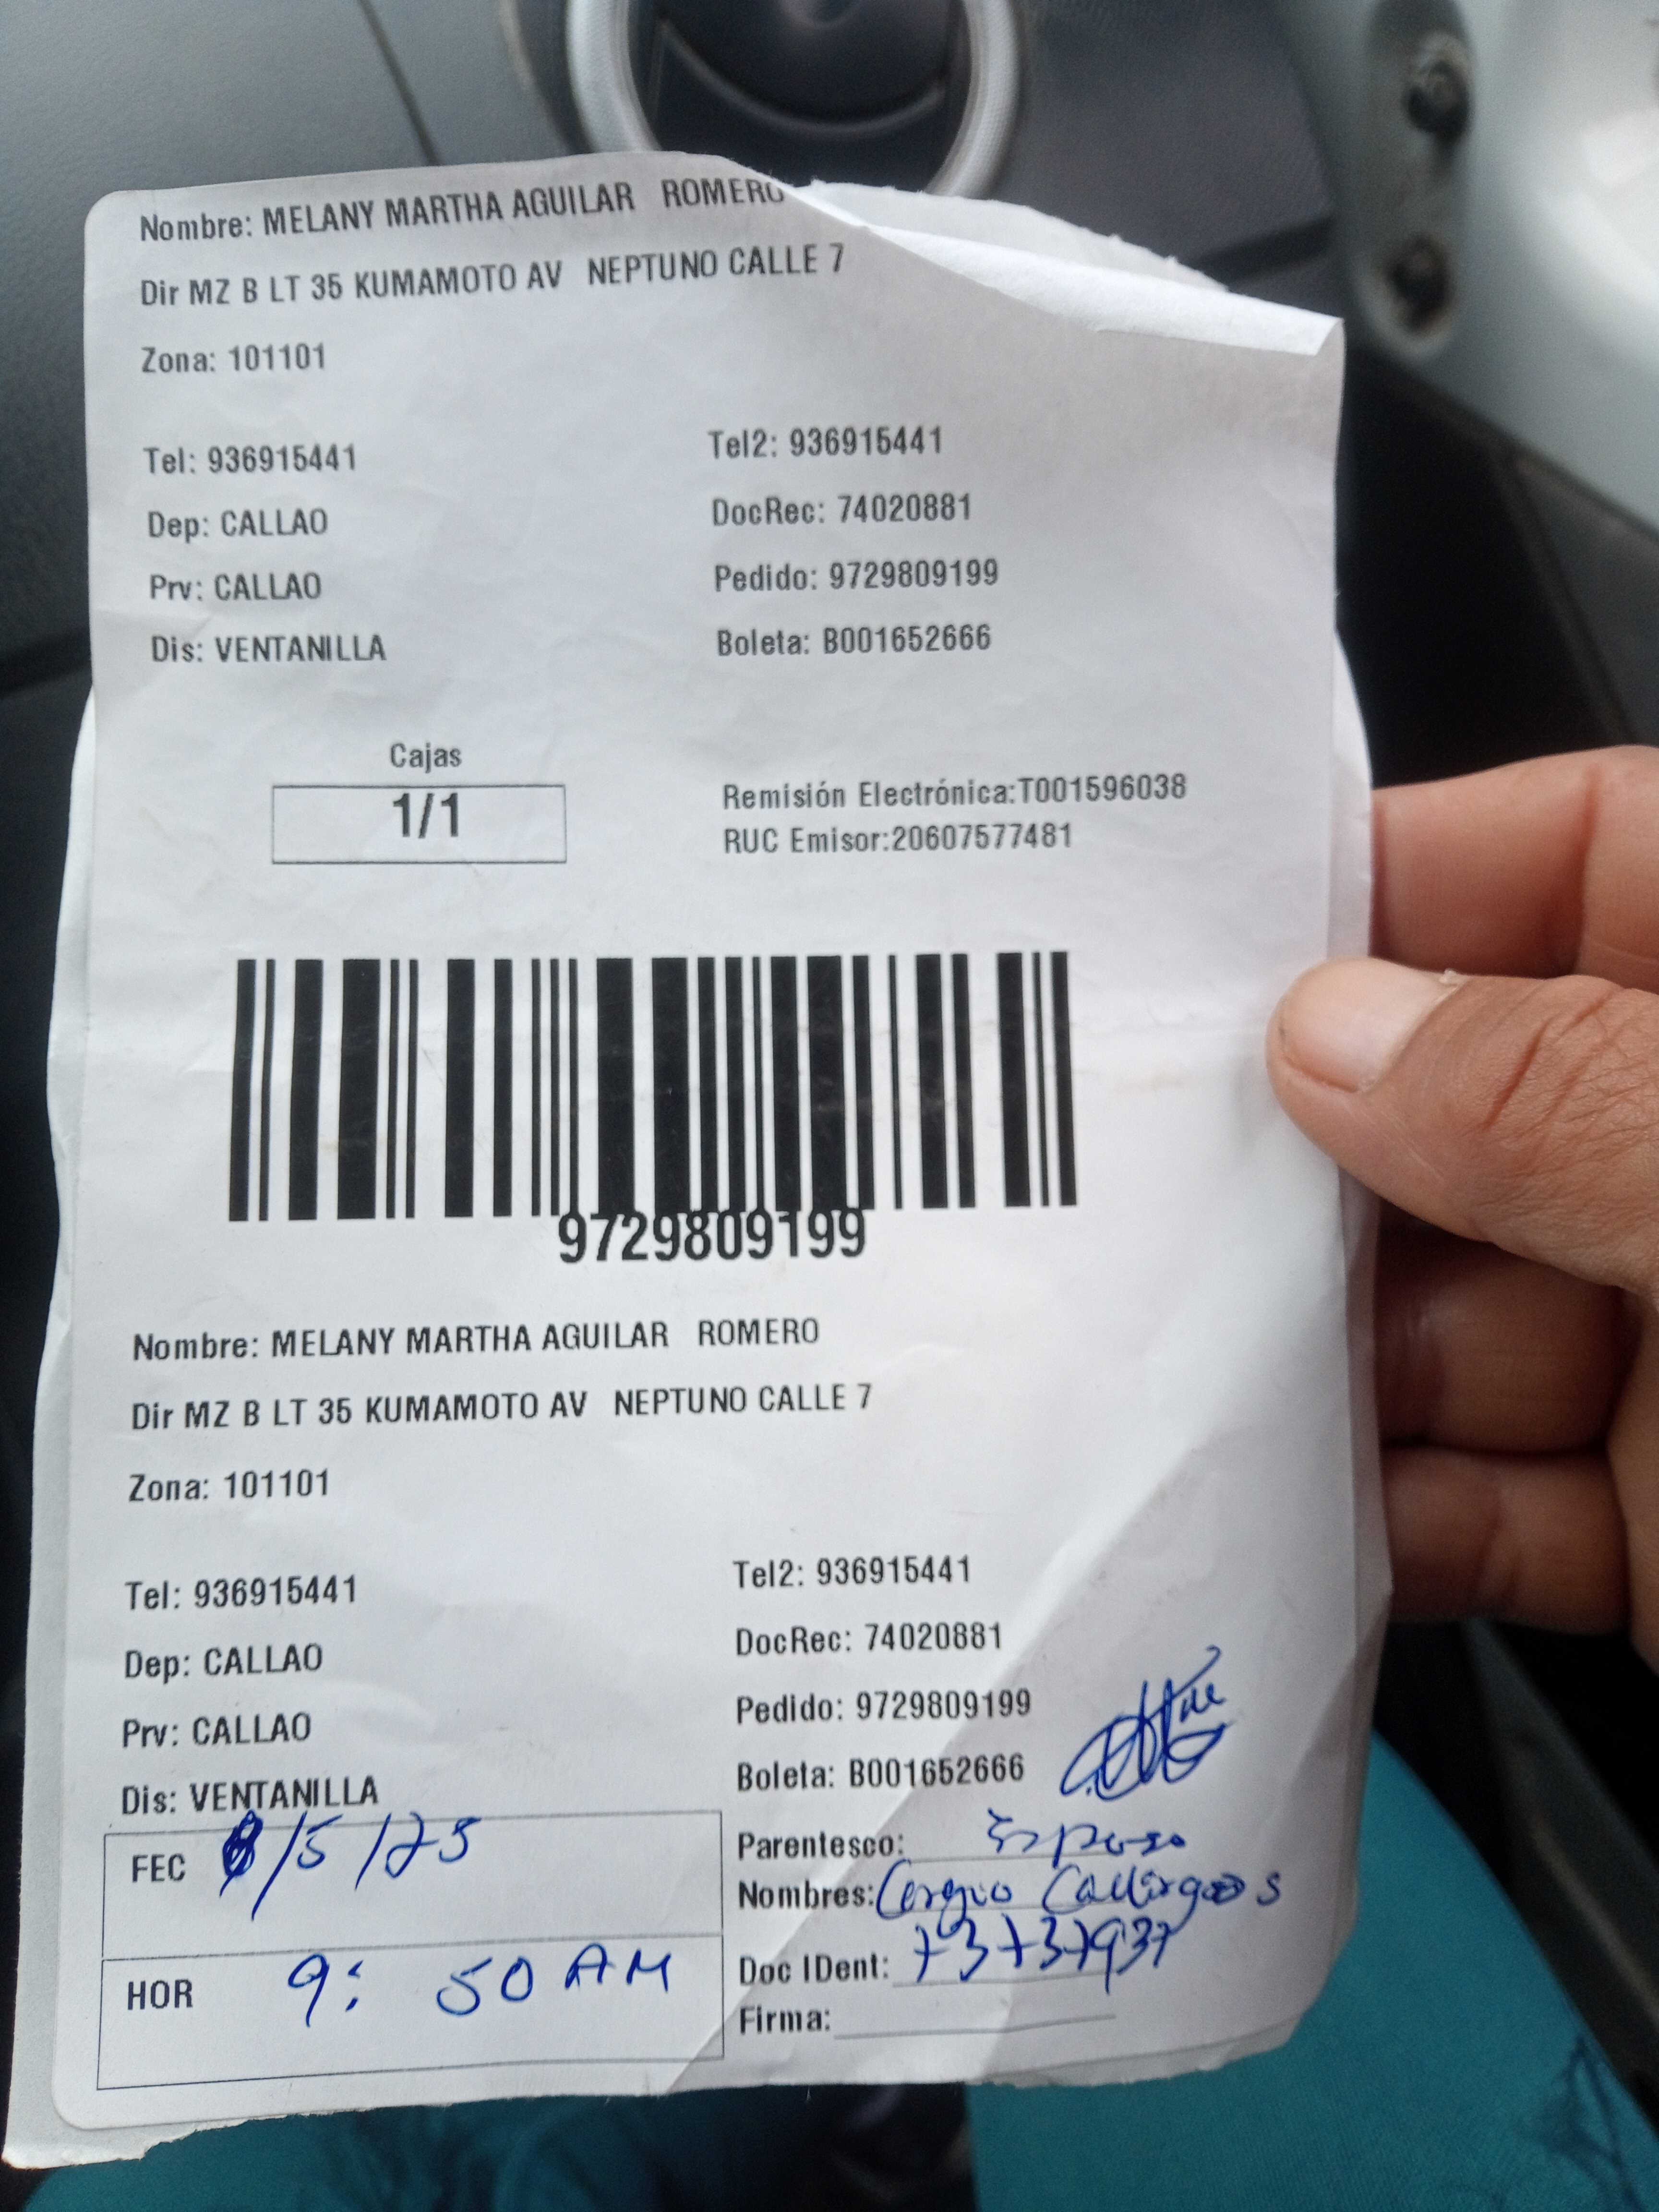 Nombre: MELANY MARTHA AGUILAR ROMERO
Dir MZ B LT 35 KUMAMOTO AV NEPTUNO CALLE 7
Zona: 101101
Tel: 936915441 Tel2: 936915441
Dep: CALLAO DocRec: 74020881
Prv: CALLAO Pedido: 9729809199
Dis: VENTANILLA Boleta: B001652666
Cajas
1/1
Remisión Electrónica:T001596038
RUC Emisor:20607577481
9729809199
Nombre: MELANY MARTHA AGUILAR ROMERO
Dir MZ B LT 35 KUMAMOTO AV NEPTUNO CALLE 7
Zona: 101101
Tel: 936915441 Tel2: 936915441
Dep: CALLAO DocRec: 74020881
Prv: CALLAO Pedido: 9729809199
Dis: VENTANILLA Boleta: B001652666
FEC 8/5/25
HOR 9: 50 AM
Parentesco: Esposo
Nombres:
Doc IDent: 73737937
Firma: